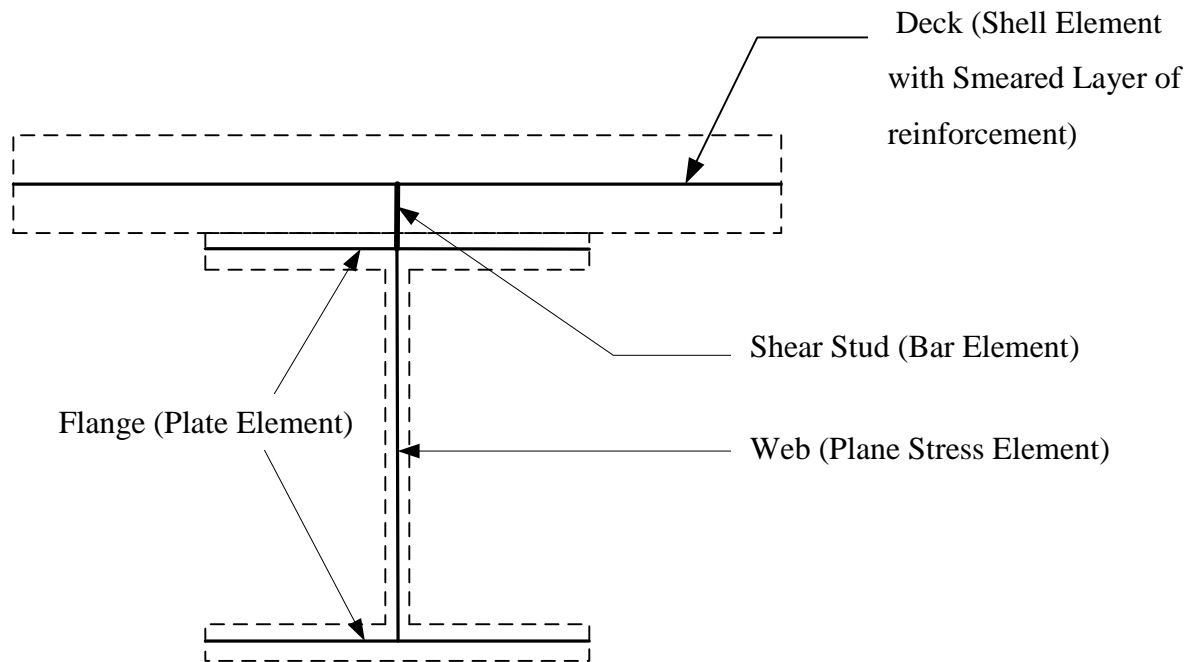 Deck (Shell Element
with Smeared Layer of
reinforcement)
Shear Stud (Bar Element)
Flange (Plate Element)
Web (Plane Stress Element)